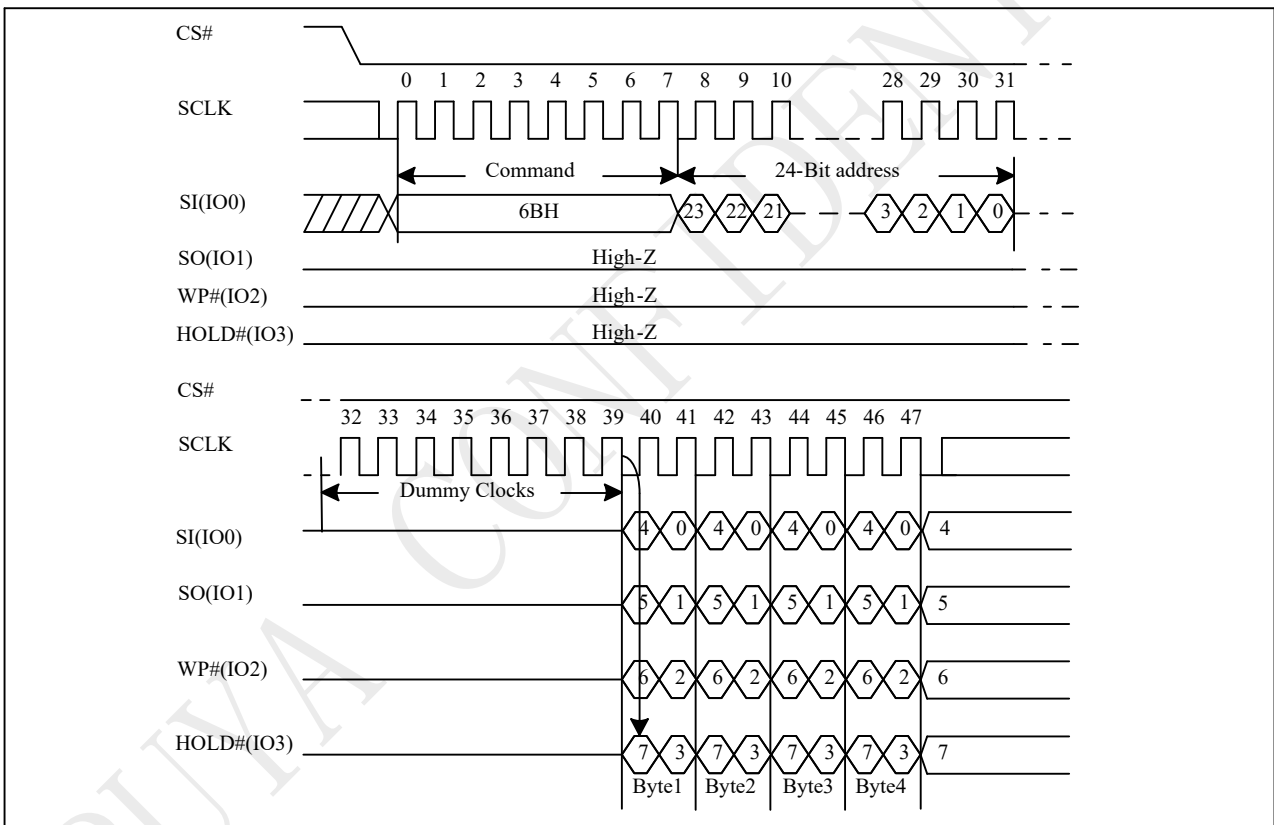 CS#
0 1 2 3 4 5 6 7 8 9 10 28 29 30 31
SCLK
Command 24-Bit address
SI(IO0) 6BH 23 22 21 3 2 1 0
SO(IO1) High-Z
WP#(IO2) High-Z
HOLD#(IO3) High-Z
CS#
32 33 34 35 36 37 38 39 40 41 42 43 44 45 46 47
SCLK
Dummy Clocks
SI(IO0) 4 0 4 0 4 0 4 0 4
SO(IO1) 5 1 5 1 5 1 5 1 5
WP#(IO2) 6 2 6 2 6 2 6 2 6
HOLD#(IO3) 7 3 7 3 7 3 7 3 7
Byte1 Byte2 Byte3 Byte4
PUYA CONFIDENT